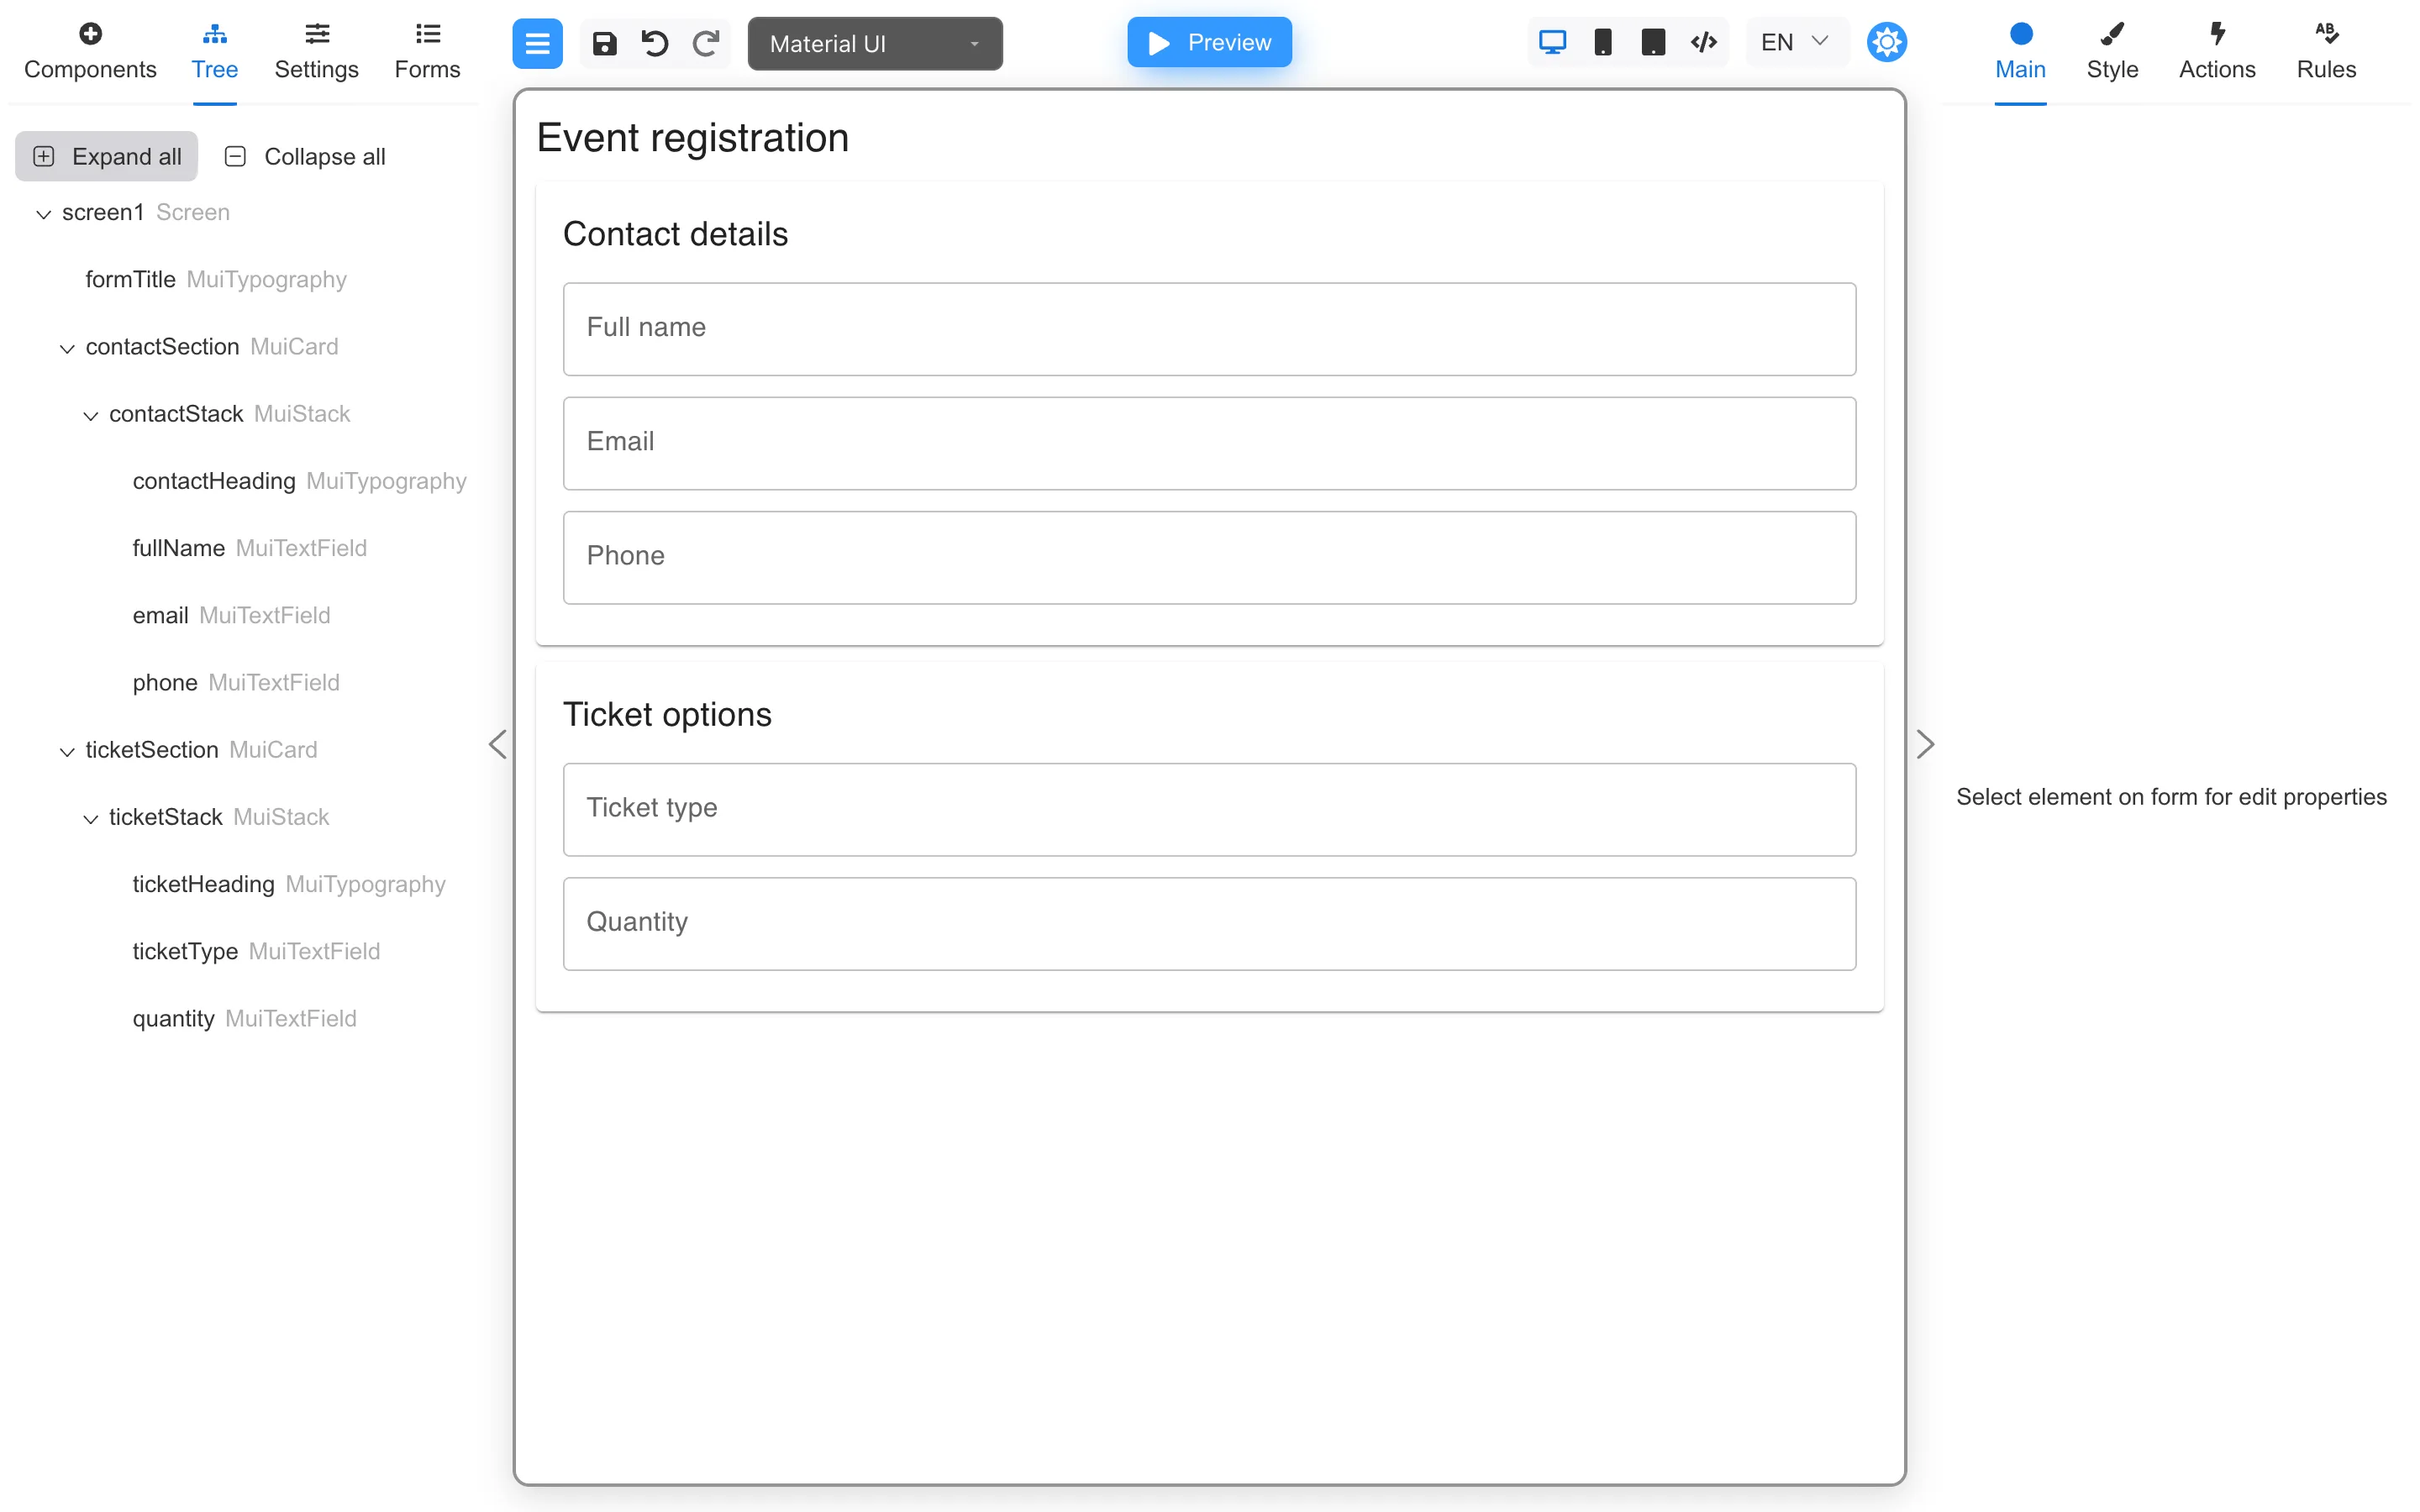 Components Tree Settings Forms
Material UI
Preview
EN
Main Style Actions Rules
Expand all Collapse all
screen1 Screen
formTitle MuiTypography
contactSection MuiCard
contactStack MuiStack
contactHeading MuiTypography
fullName MuiTextField
email MuiTextField
phone MuiTextField
ticketSection MuiCard
ticketStack MuiStack
ticketHeading MuiTypography
ticketType MuiTextField
quantity MuiTextField
Event registration
Contact details
Full name
Email
Phone
Ticket options
Ticket type
Quantity
Select element on form for edit properties